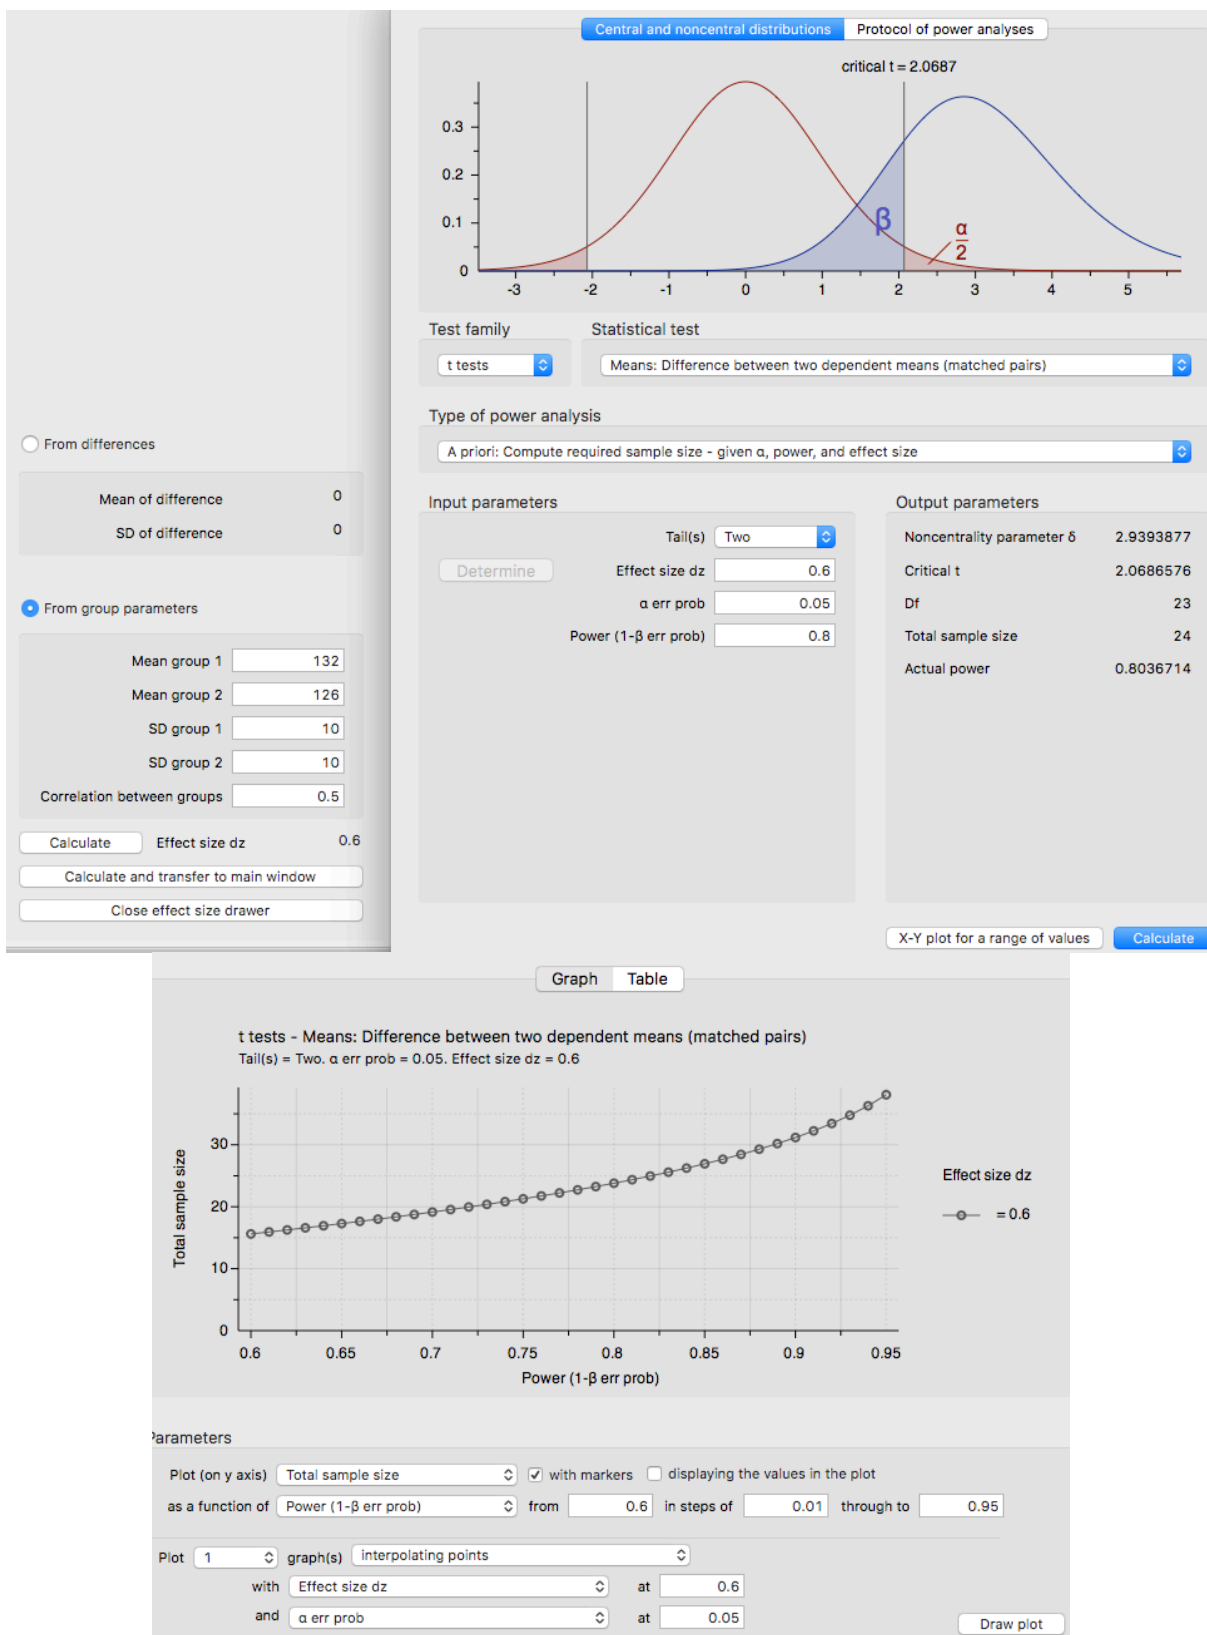 Central and noncentral distributions Protocol of power analyses
critical t = 2.0687
0.3
0.2
0.1
0
β
α
2
-3 -2 -1 0 1 2 3 4 5
Test family Statistical test
t tests Means: Difference between two dependent means (matched pairs)
Type of power analysis
A priori: Compute required sample size - given α, power, and effect size
From differences
Mean of difference 0
SD of difference 0
From group parameters
Mean group 1 132
Mean group 2 126
SD group 1 10
SD group 2 10
Correlation between groups 0.5
Calculate Effect size dz 0.6
Calculate and transfer to main window
Close effect size drawer
Input parameters
Tail(s) Two
Determine Effect size dz 0.6
α err prob 0.05
Power (1-β err prob) 0.8
Output parameters
Noncentrality parameter δ 2.9393877
Critical t 2.0686576
Df 23
Total sample size 24
Actual power 0.8036714
X-Y plot for a range of values Calculate
Graph Table
t tests - Means: Difference between two dependent means (matched pairs)
Tail(s) = Two. α err prob = 0.05. Effect size dz = 0.6
Total sample size
30
20
10
0
0.6 0.65 0.7 0.75 0.8 0.85 0.9 0.95
Power (1-β err prob)
Effect size dz
= 0.6
Parameters
Plot (on y axis) Total sample size with markers displaying the values in the plot
as a function of Power (1-β err prob) from 0.6 in steps of 0.01 through to 0.95
Plot 1 graph(s) interpolating points
with Effect size dz at 0.6
and α err prob at 0.05
Draw plot